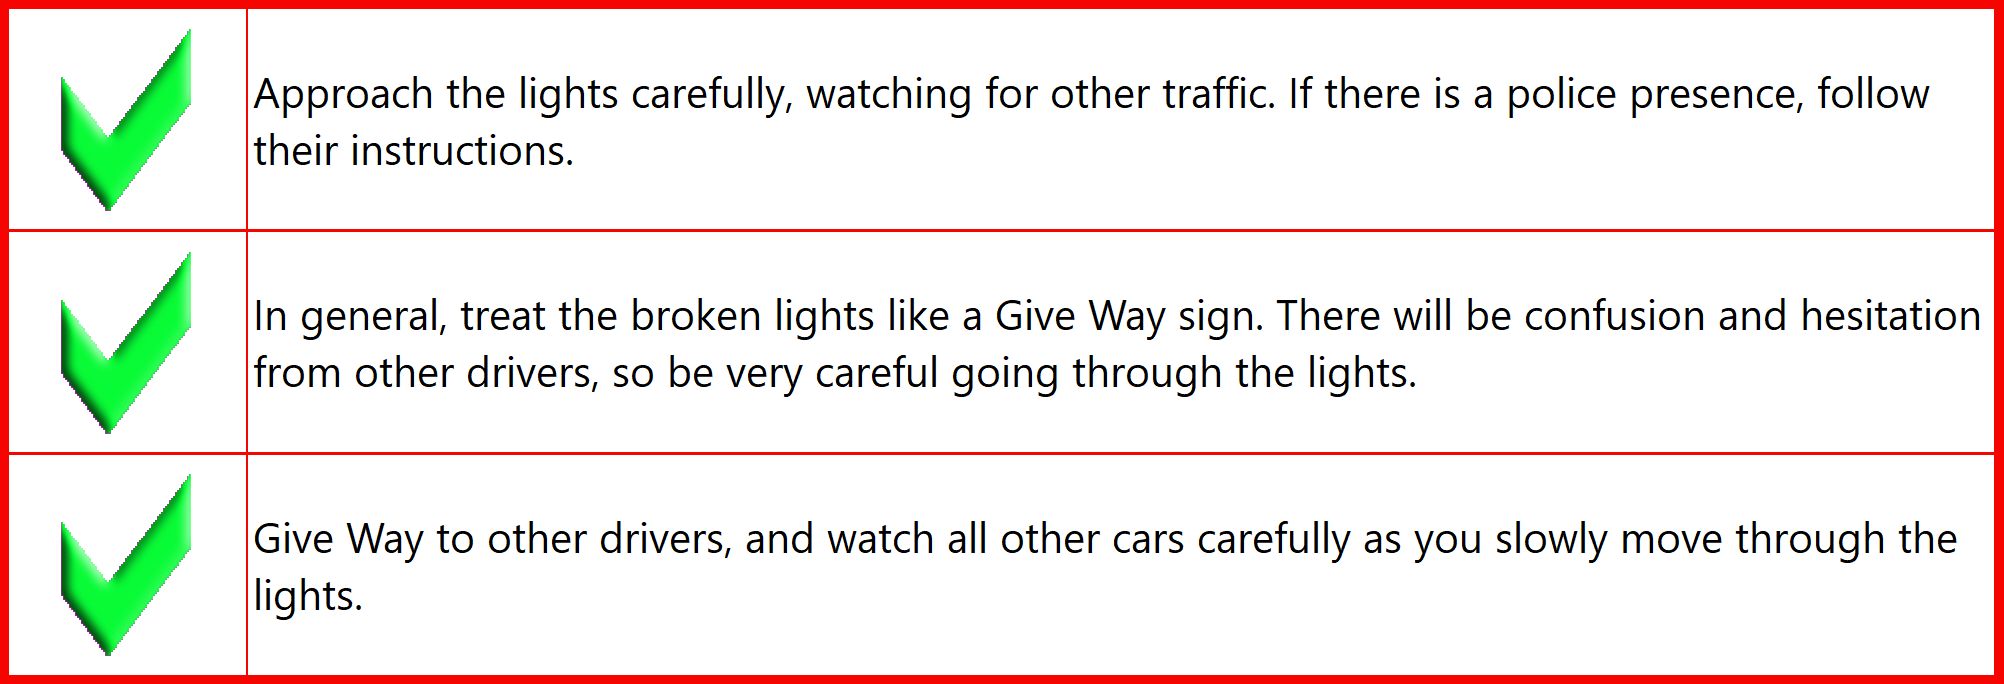 Approach the lights carefully, watching for other traffic. If there is a police presence, follow
their instructions.
In general, treat the broken lights like a Give Way sign. There will be confusion and hesitation
from other drivers, so be very careful going through the lights.
Give Way to other drivers, and watch all other cars carefully as you slowly move through the
lights.